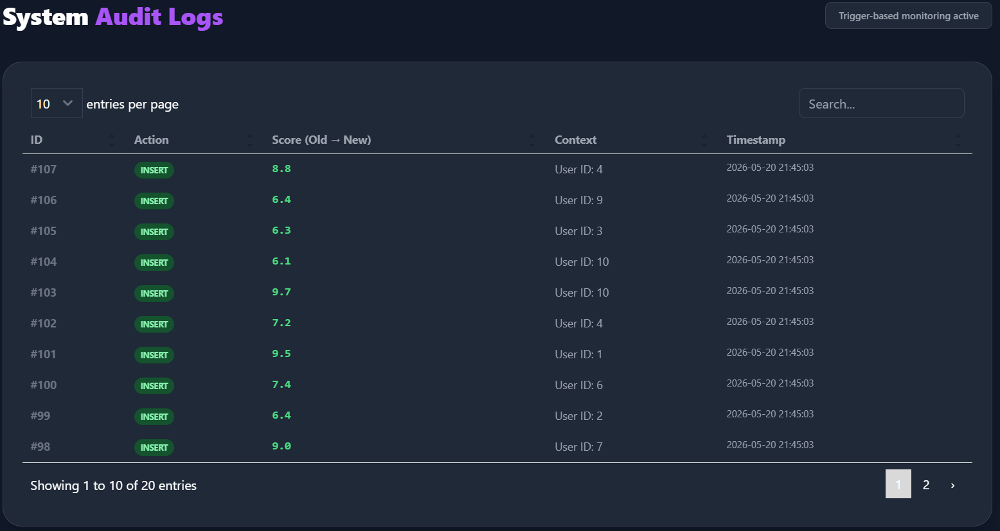 System Audit Logs
Trigger-based monitoring active
10 entries per page
Search...
ID Action Score (Old → New) Context Timestamp
#107 INSERT 8.8 User ID: 4 2026-05-20 21:45:03
#106 INSERT 6.4 User ID: 9 2026-05-20 21:45:03
#105 INSERT 6.3 User ID: 3 2026-05-20 21:45:03
#104 INSERT 6.1 User ID: 10 2026-05-20 21:45:03
#103 INSERT 9.7 User ID: 10 2026-05-20 21:45:03
#102 INSERT 7.2 User ID: 4 2026-05-20 21:45:03
#101 INSERT 9.5 User ID: 1 2026-05-20 21:45:03
#100 INSERT 7.4 User ID: 6 2026-05-20 21:45:03
#99 INSERT 6.4 User ID: 2 2026-05-20 21:45:03
#98 INSERT 9.0 User ID: 7 2026-05-20 21:45:03
Showing 1 to 10 of 20 entries
1 2 ›